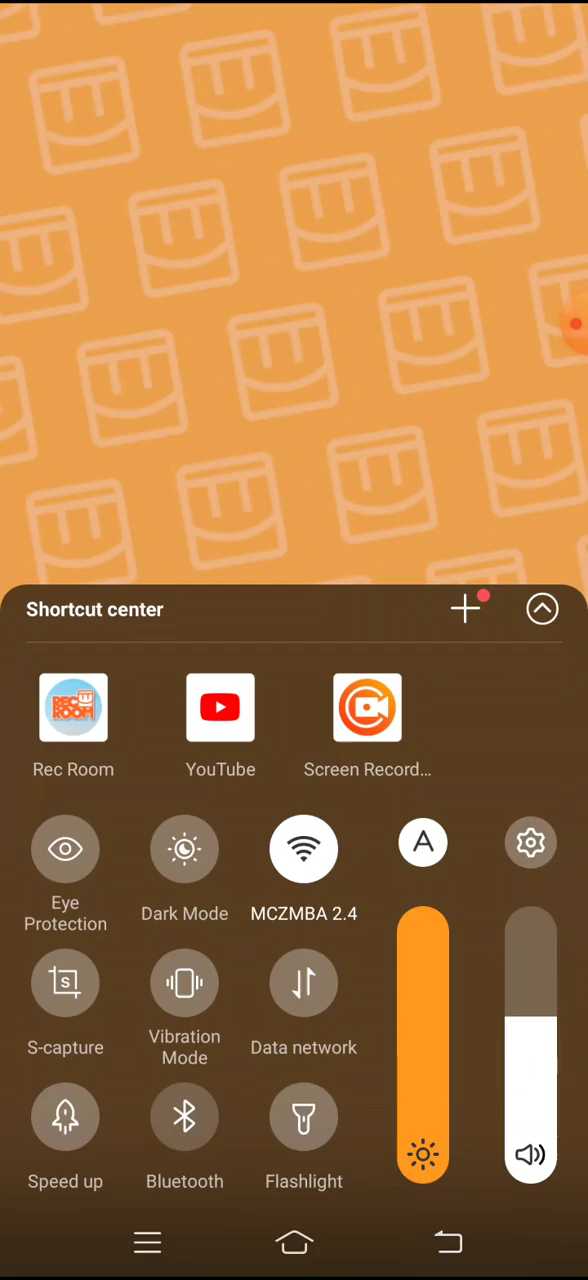 Shortcut center
REC
ROOM
Rec Room
YouTube
Screen Record...
A
Eye
Protection
Dark Mode
MCZMBA 2.4
S
S-capture
Vibration
Mode
Data network
Speed up
Bluetooth
Flashlight